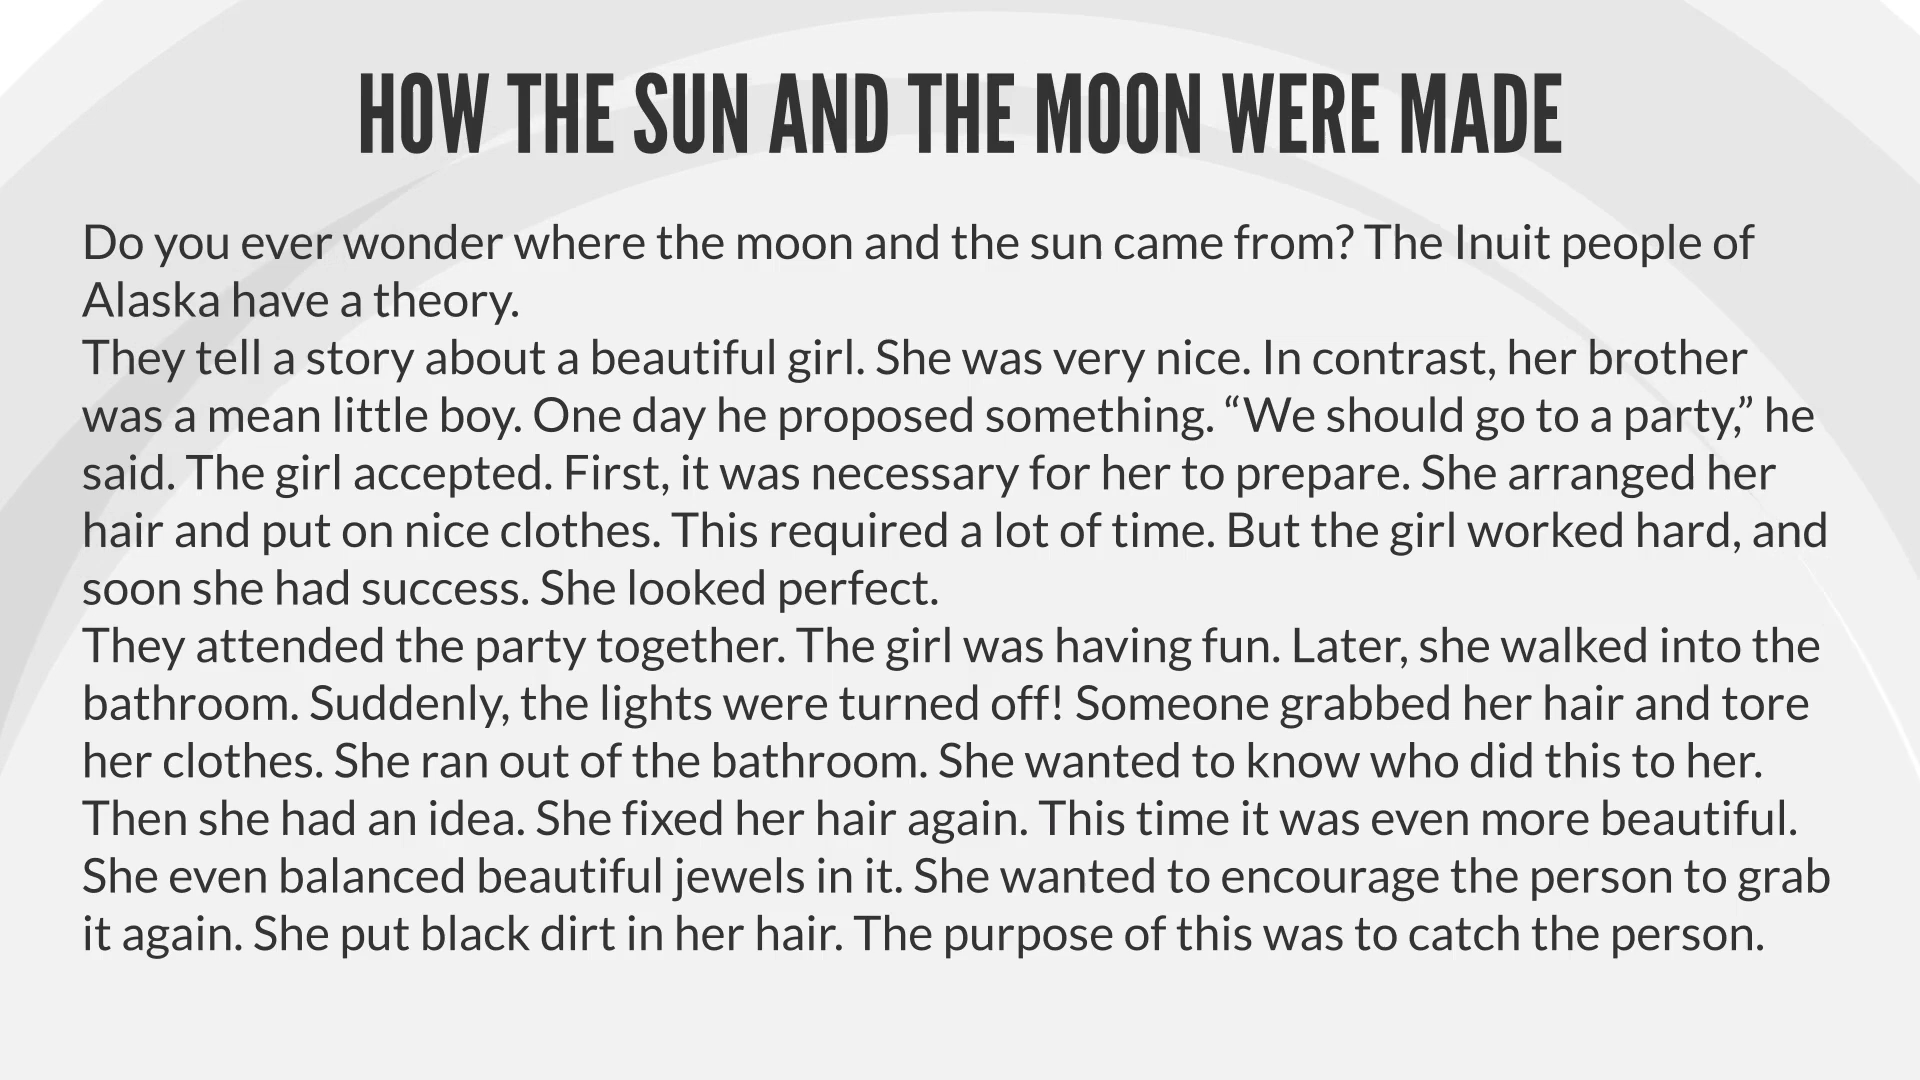 HOW THE SUN AND THE MOON WERE MADE
Do you ever wonder where the moon and the sun came from? The Inuit people of
Alaska have a theory.
They tell a story about a beautiful girl. She was very nice. In contrast, her brother
was a mean little boy. One day he proposed something. “We should go to a party,” he
said. The girl accepted. First, it was necessary for her to prepare. She arranged her
hair and put on nice clothes. This required a lot of time. But the girl worked hard, and
soon she had success. She looked perfect.
They attended the party together. The girl was having fun. Later, she walked into the
bathroom. Suddenly, the lights were turned off! Someone grabbed her hair and tore
her clothes. She ran out of the bathroom. She wanted to know who did this to her.
Then she had an idea. She fixed her hair again. This time it was even more beautiful.
She even balanced beautiful jewels in it. She wanted to encourage the person to grab
it again. She put black dirt in her hair. The purpose of this was to catch the person.